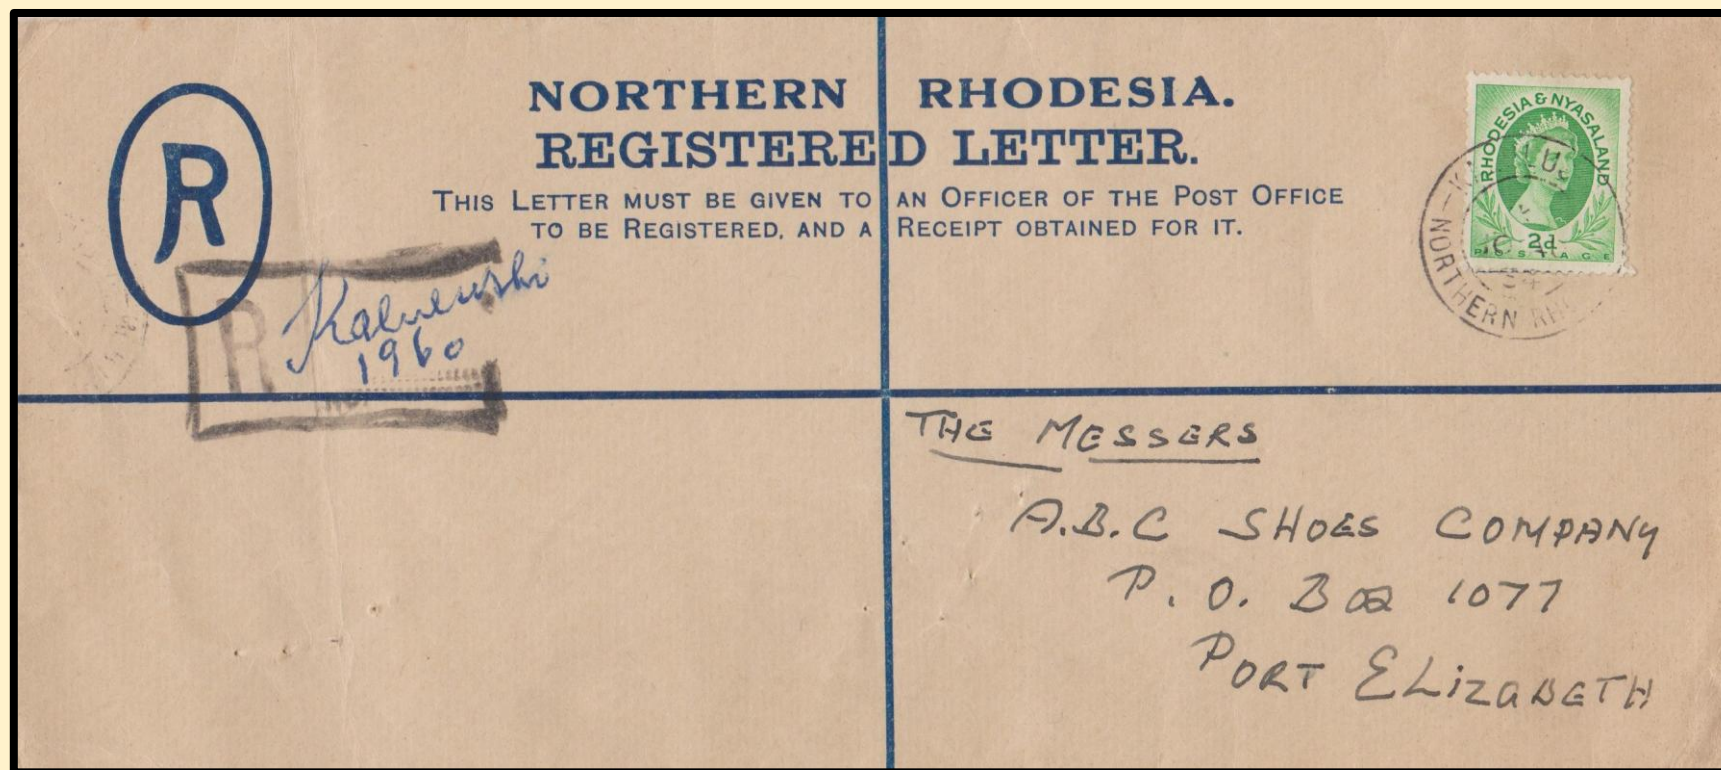 NORTHERN RHODESIA.
REGISTERED LETTER.
THIS LETTER MUST BE GIVEN TO AN OFFICER OF THE POST OFFICE
TO BE REGISTERED, AND A RECEIPT OBTAINED FOR IT.
R
R
1960
RHODESIA & NYASALAND
2d
POSTAGE
NORTHERN RH
54
THE MESSERS
A.B.C SHOES COMPANY
P. O. BOX 1077
PORT ELIZABETH